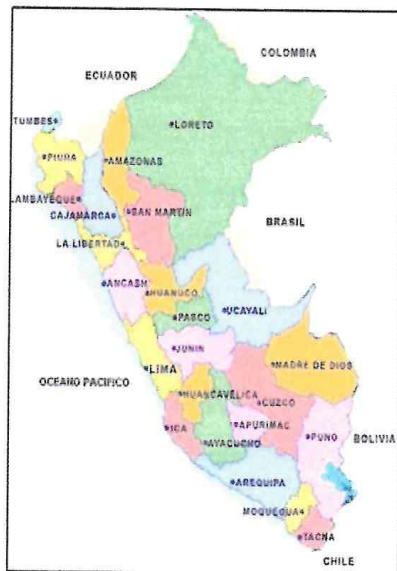 COLOMBIA
ECUADOR
TUMBES
LORETO
PIURA
AMAZONAS
LAMBAYEQUE
SAN MARTIN
CAJAMARCA
BRASIL
LA LIBERTAD
ANCASH
HUANUCO
UCAYALI
PASCO
JUNIN
LIMA
MADRE DE DIOS
OCEANO PACIFICO
HUANCAVELICA
CUZCO
ICA
APURIMAC
PUNO
BOLIVIA
AYACUCHO
AREQUIPA
MOQUEGUA
TACNA
CHILE